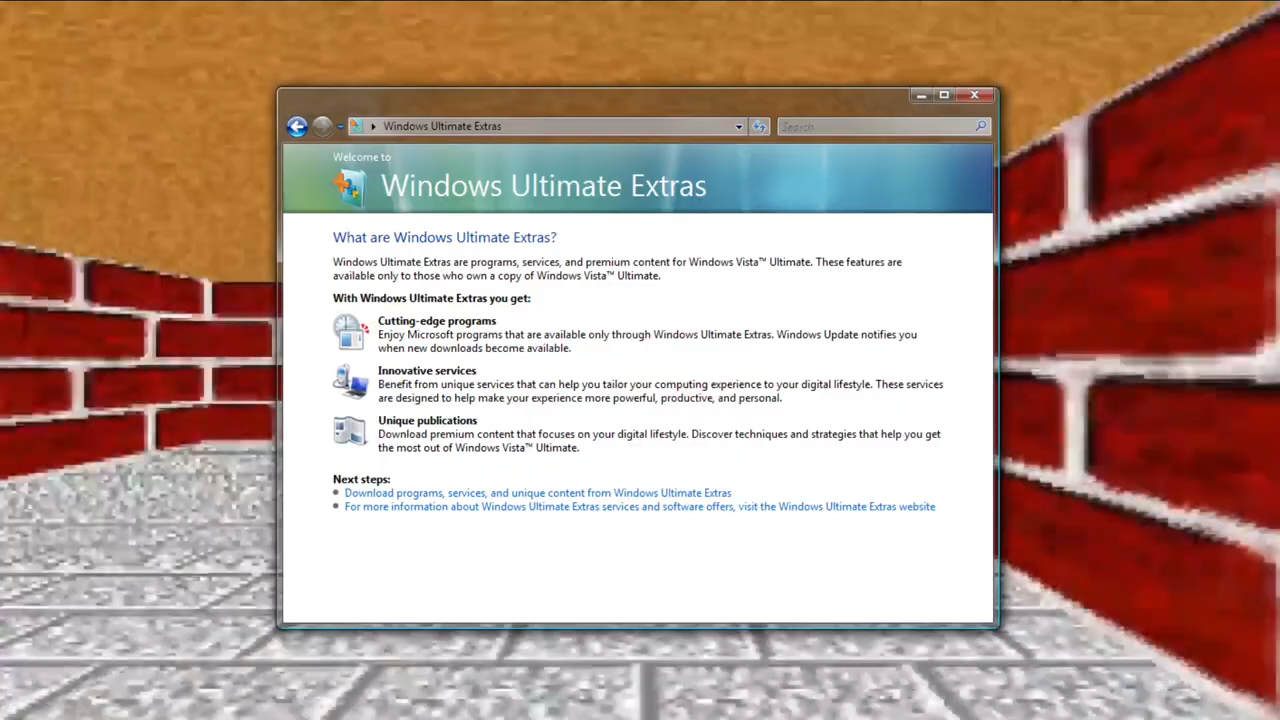 Windows Ultimate Extras
Search
Welcome to
Windows Ultimate Extras
What are Windows Ultimate Extras?
Windows Ultimate Extras are programs, services, and premium content for Windows Vista™ Ultimate. These features are
available only to those who own a copy of Windows Vista™ Ultimate.
With Windows Ultimate Extras you get:
Cutting-edge programs
Enjoy Microsoft programs that are available only through Windows Ultimate Extras. Windows Update notifies you
when new downloads become available.
Innovative services
Benefit from unique services that can help you tailor your computing experience to your digital lifestyle. These services
are designed to help make your experience more powerful, productive, and personal.
Unique publications
Download premium content that focuses on your digital lifestyle. Discover techniques and strategies that help you get
the most out of Windows Vista™ Ultimate.
Next steps:
Download programs, services, and unique content from Windows Ultimate Extras
For more information about Windows Ultimate Extras services and software offers, visit the Windows Ultimate Extras website